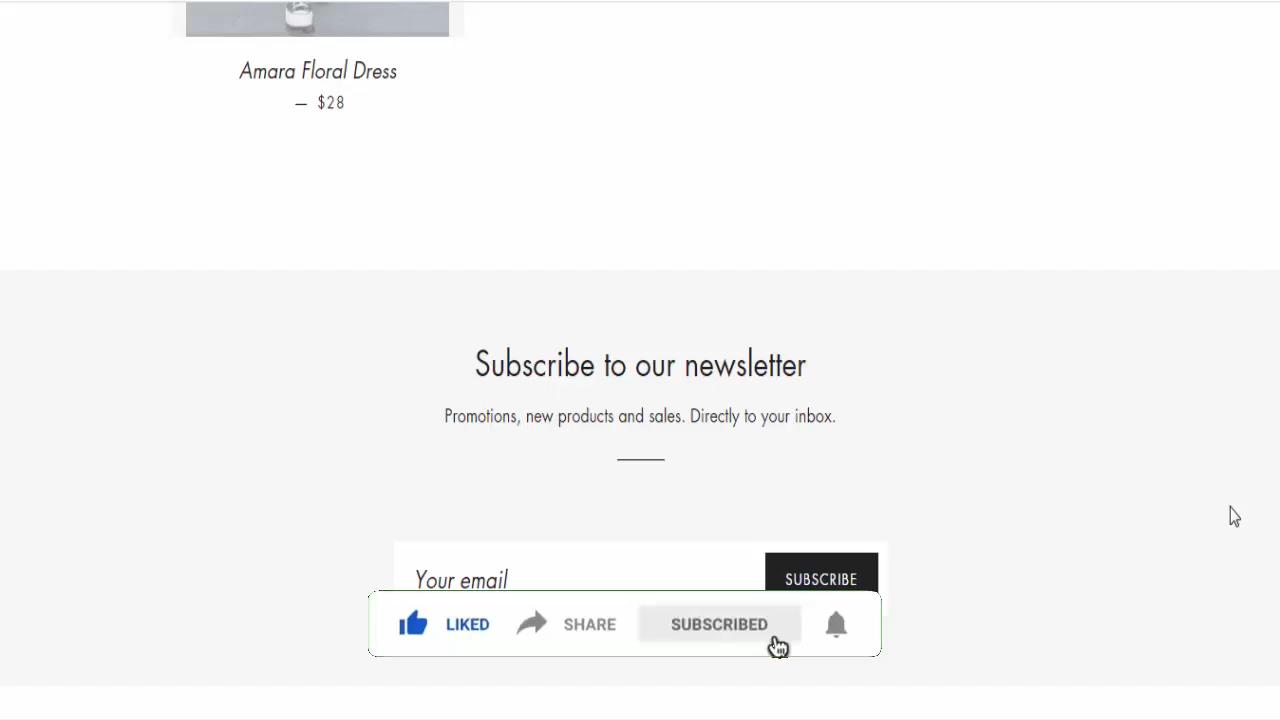 Amara Floral Dress
— $28
Subscribe to our newsletter
Promotions, new products and sales. Directly to your inbox.
Your email
SUBSCRIBE
LIKED SHARE SUBSCRIBED